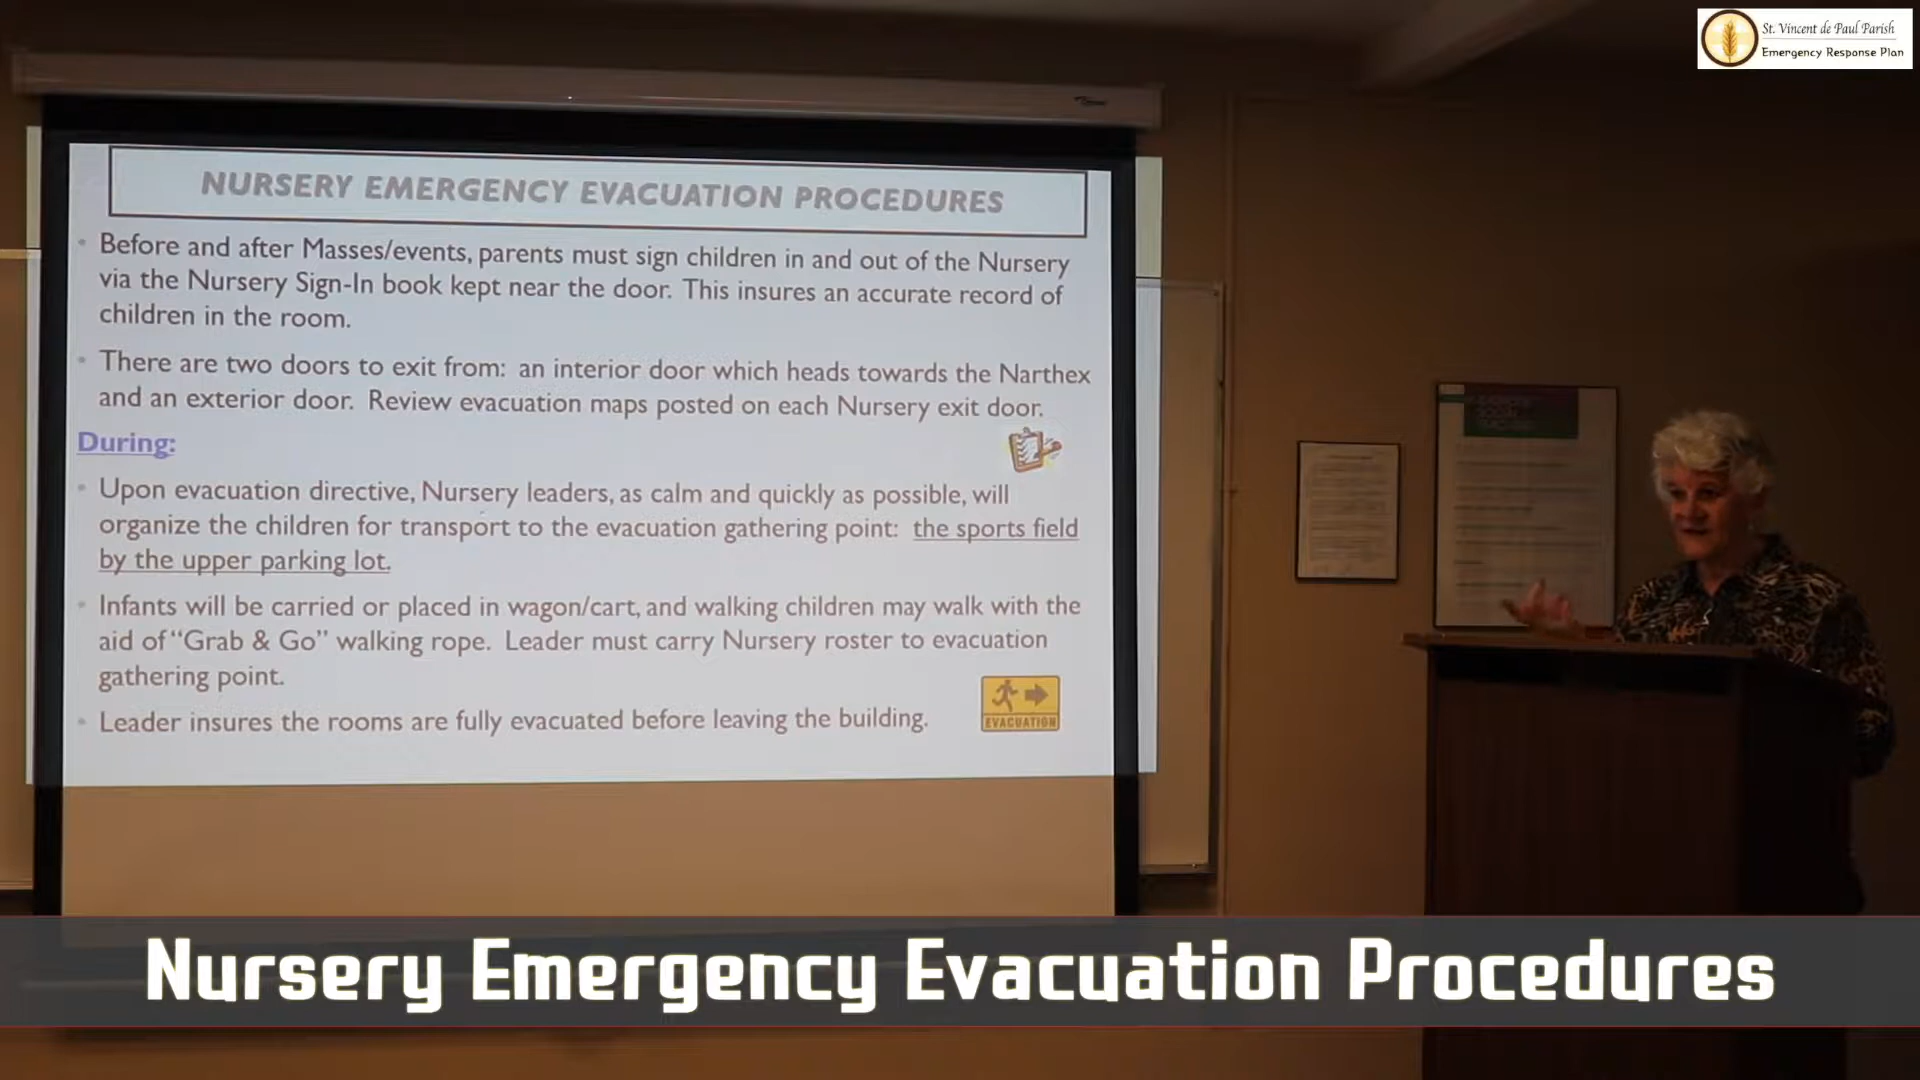 St. Vincent de Paul Parish
Emergency Response Plan
NURSERY EMERGENCY EVACUATION PROCEDURES
Before and after Masses/events, parents must sign children in and out of the Nursery
via the Nursery Sign-In book kept near the door. This insures an accurate record of
children in the room.
There are two doors to exit from: an interior door which heads towards the Narthex
and an exterior door. Review evacuation maps posted on each Nursery exit door.
During:
Upon evacuation directive, Nursery leaders, as calm and quickly as possible, will
organize the children for transport to the evacuation gathering point: the sports field
by the upper parking lot.
Infants will be carried or placed in wagon/cart, and walking children may walk with the
aid of “Grab & Go” walking rope. Leader must carry Nursery roster to evacuation
gathering point.
Leader insures the rooms are fully evacuated before leaving the building.
EVACUATION
Nursery Emergency Evacuation Procedures